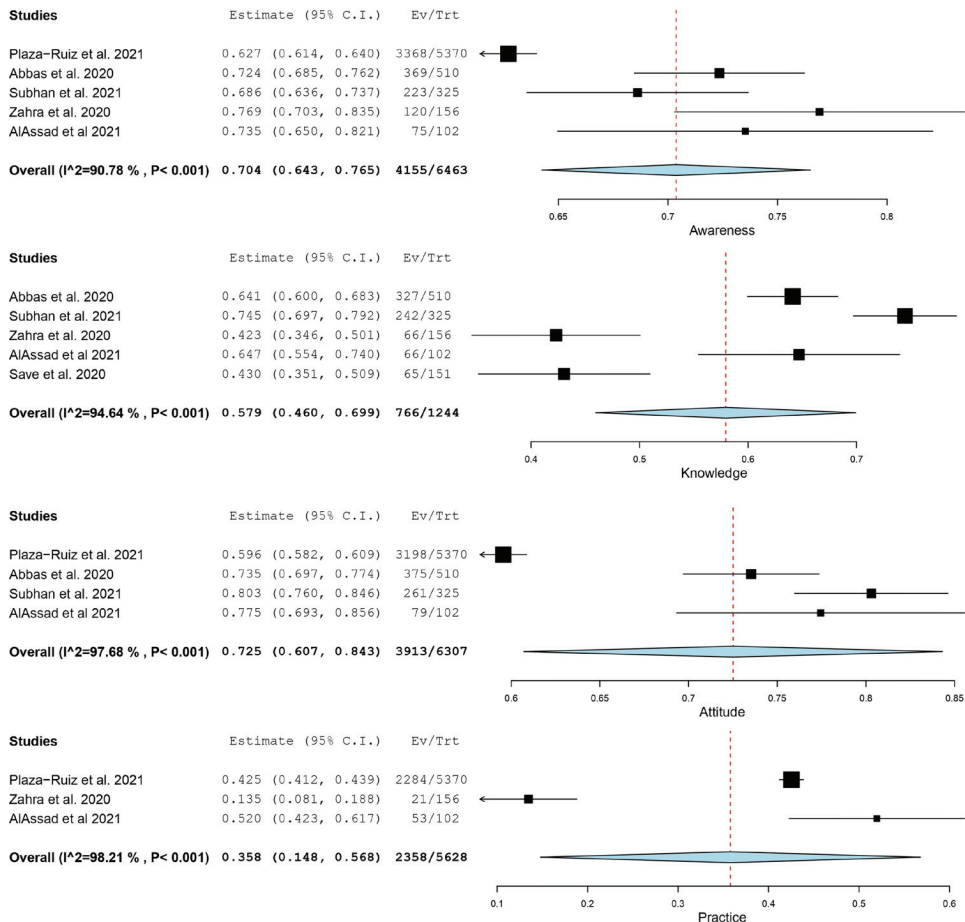 Studies Estimate (95% C.I.) Ev/Trt
Plaza-Ruiz et al. 2021 0.627 (0.614, 0.640) 3368/5370
Abbas et al. 2020 0.724 (0.685, 0.762) 369/510
Subhan et al. 2021 0.686 (0.636, 0.737) 223/325
Zahra et al. 2020 0.769 (0.703, 0.835) 120/156
AlAssad et al 2021 0.735 (0.650, 0.821) 75/102
Overall (I^2=90.78 % , P< 0.001) 0.704 (0.643, 0.765) 4155/6463
0.65 0.7 0.75 0.8
Awareness
Studies Estimate (95% C.I.) Ev/Trt
Abbas et al. 2020 0.641 (0.600, 0.683) 327/510
Subhan et al. 2021 0.745 (0.697, 0.792) 242/325
Zahra et al. 2020 0.423 (0.346, 0.501) 66/156
AlAssad et al 2021 0.647 (0.554, 0.740) 66/102
Save et al. 2020 0.430 (0.351, 0.509) 65/151
Overall (I^2=94.64 % , P< 0.001) 0.579 (0.460, 0.699) 766/1244
0.4 0.5 0.6 0.7
Knowledge
Studies Estimate (95% C.I.) Ev/Trt
Plaza-Ruiz et al. 2021 0.596 (0.582, 0.609) 3198/5370
Abbas et al. 2020 0.735 (0.697, 0.774) 375/510
Subhan et al. 2021 0.803 (0.760, 0.846) 261/325
AlAssad et al 2021 0.775 (0.693, 0.856) 79/102
Overall (I^2=97.68 % , P< 0.001) 0.725 (0.607, 0.843) 3913/6307
0.6 0.65 0.7 0.75 0.8 0.85
Attitude
Studies Estimate (95% C.I.) Ev/Trt
Plaza-Ruiz et al. 2021 0.425 (0.412, 0.439) 2284/5370
Zahra et al. 2020 0.135 (0.081, 0.188) 21/156
AlAssad et al 2021 0.520 (0.423, 0.617) 53/102
Overall (I^2=98.21 % , P< 0.001) 0.358 (0.148, 0.568) 2358/5628
0.1 0.2 0.3 0.4 0.5 0.6
Practice